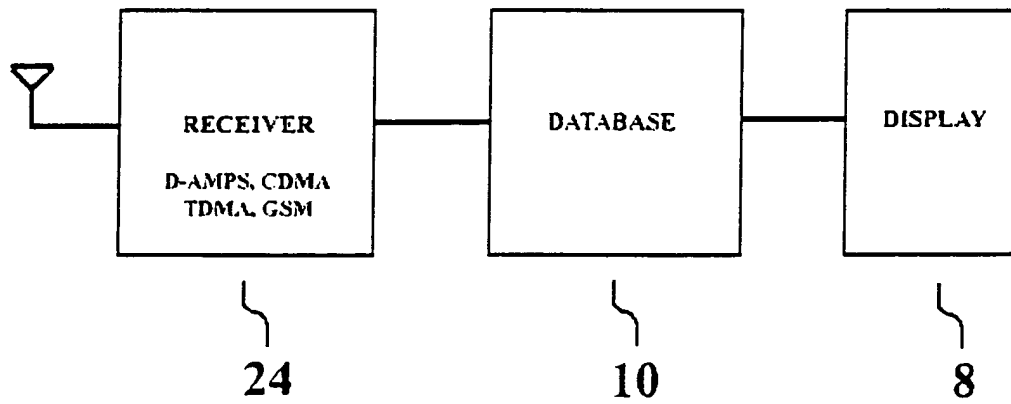 RECEIVER
D-AMPS, CDMA
TDMA, GSM
DATABASE
DISPLAY
24
10
8